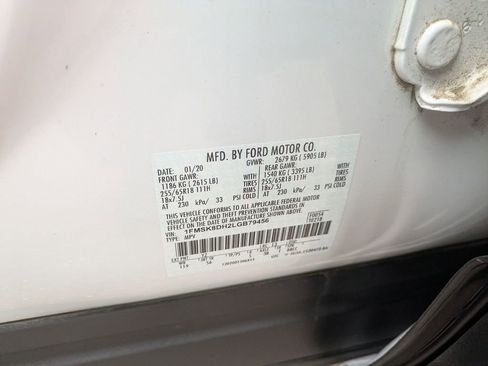 MFD. BY FORD MOTOR CO.
DATE: 01/20 GVWR: 2679 KG ( 5905 LB)
FRONT GAWR: REAR GAWR:
1186 KG ( 2615 LB) WITH 1540 KG ( 3395 LB) WITH
255/65R18 111H TIRES 255/65R18 111H TIRES
18x7.5J RIMS 18x7.5J RIMS
AT 230 kPa/ 33 PSI COLD AT 230 kPa/ 33 PSI COLD
THIS VEHICLE CONFORMS TO ALL APPLICABLE FEDERAL MOTOR
VEHICLE SAFETY AND THEFT PREVENTION STANDARDS IN EFFECT ON
THE DATE OF MANUFACTURE SHOWN ABOVE.
VIN: 1FMSK8DH2LGB79456
TYPE: MPV